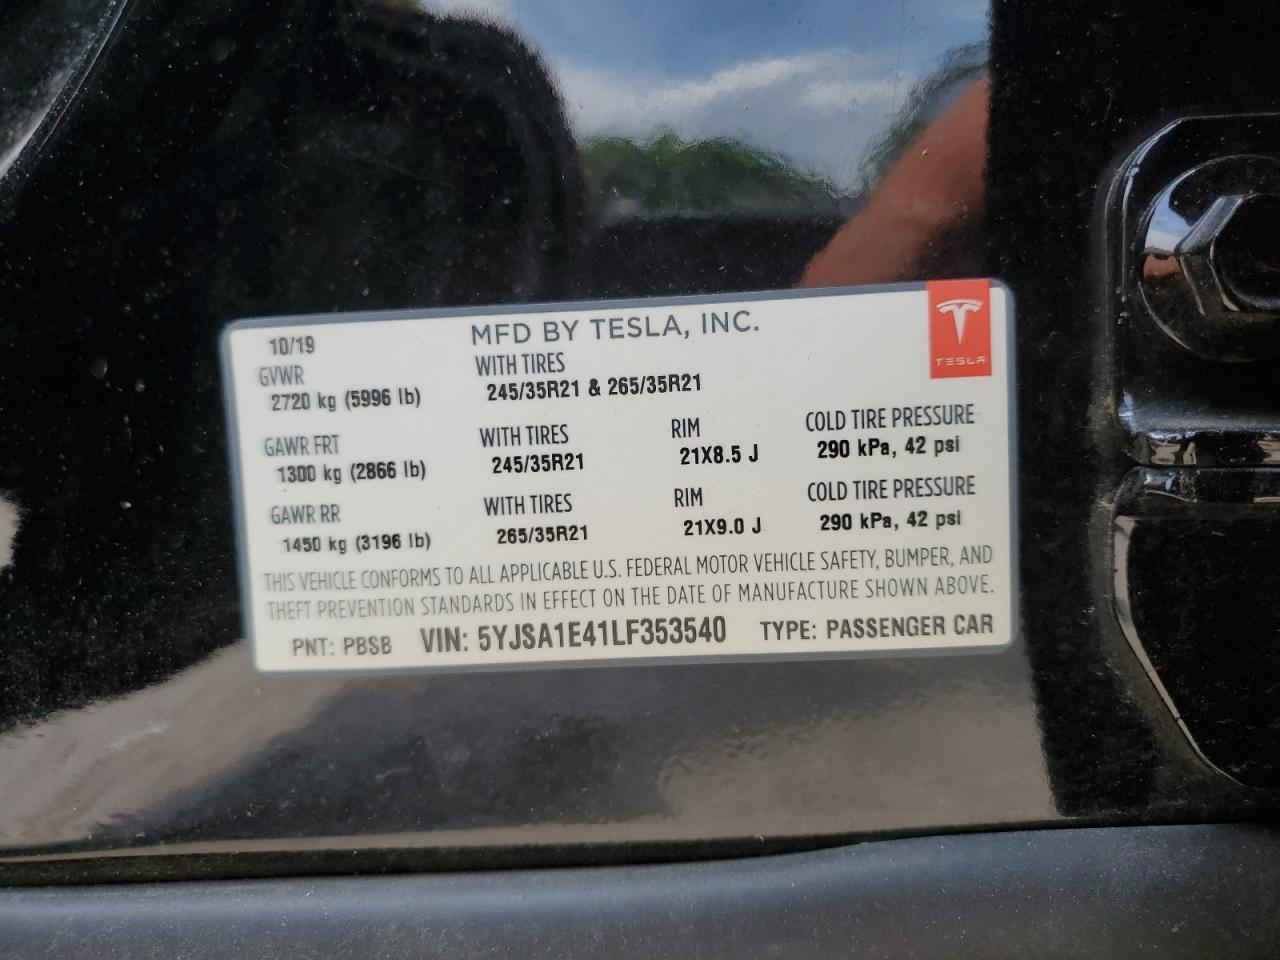 10/19
MFD BY TESLA, INC.
TESLA
GVWR
2720 kg (5996 lb)
WITH TIRES
245/35R21 & 265/35R21
GAWR FRT
1300 kg (2866 lb)
WITH TIRES
245/35R21
RIM
21X8.5 J
COLD TIRE PRESSURE
290 kPa, 42 psi
GAWR RR
1450 kg (3196 lb)
WITH TIRES
265/35R21
RIM
21X9.0 J
COLD TIRE PRESSURE
290 kPa, 42 psi
THIS VEHICLE CONFORMS TO ALL APPLICABLE U.S. FEDERAL MOTOR VEHICLE SAFETY, BUMPER, AND
THEFT PREVENTION STANDARDS IN EFFECT ON THE DATE OF MANUFACTURE SHOWN ABOVE.
PNT: PBSB VIN: 5YJSA1E41LF353540 TYPE: PASSENGER CAR